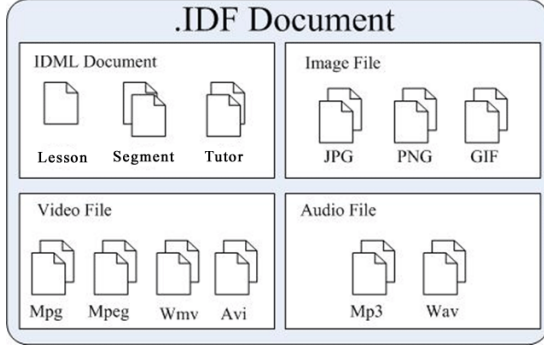 .IDF Document
IDML Document
Lesson Segment Tutor
Image File
JPG PNG GIF
Video File
Mpg Mpeg Wmv Avi
Audio File
Mp3 Wav